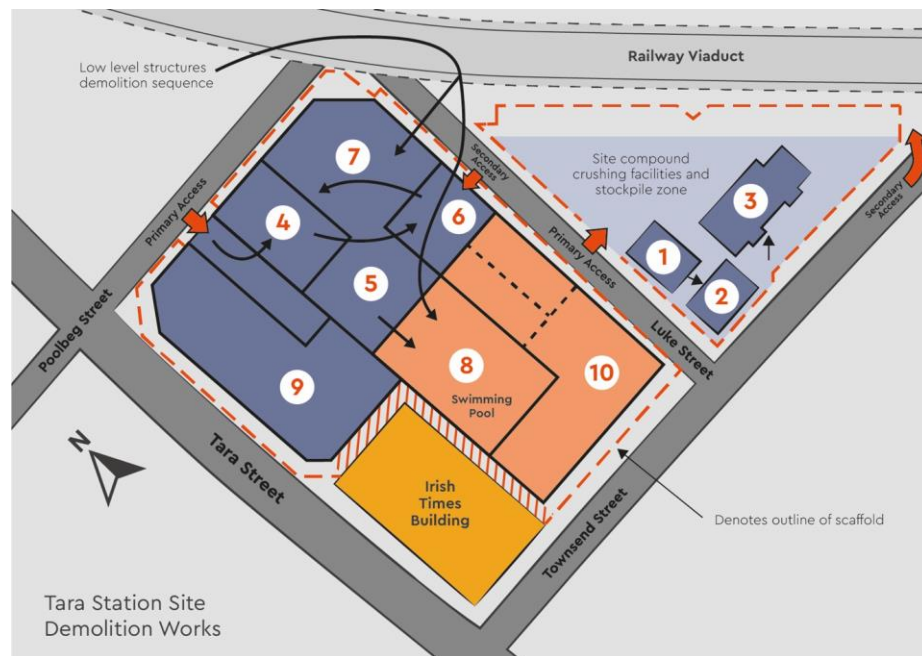 Low level structures
demolition sequence
Railway Viaduct
Site compound
crushing facilities and
stockpile zone
Secondary
Access
Secondary
Access
Primary Access
Primary Access
7
6
4
5
3
1
2
Poolbeg Street
Luke Street
8
Swimming
Pool
10
9
N
Tara Street
Irish
Times
Building
Townsend Street
Denotes outline of scaffold
Tara Station Site
Demolition Works